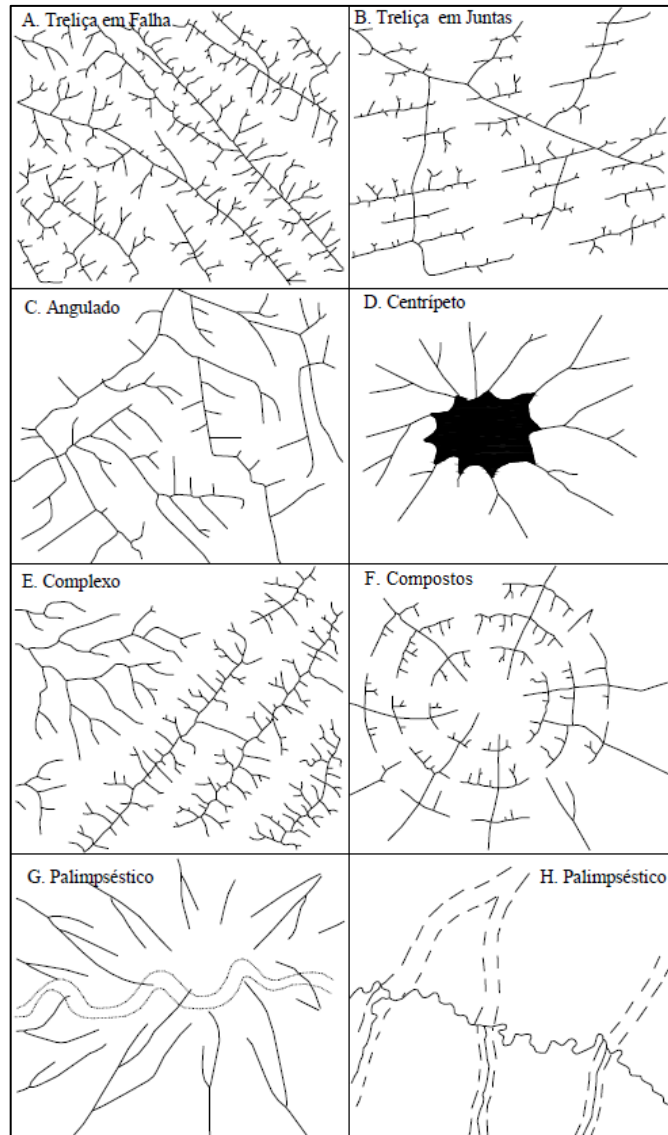 A. Treliça em Falha
B. Treliça em Juntas
C. Angulado
D. Centrípeto
E. Complexo
F. Compostos
G. Palimpséstico
H. Palimpséstico